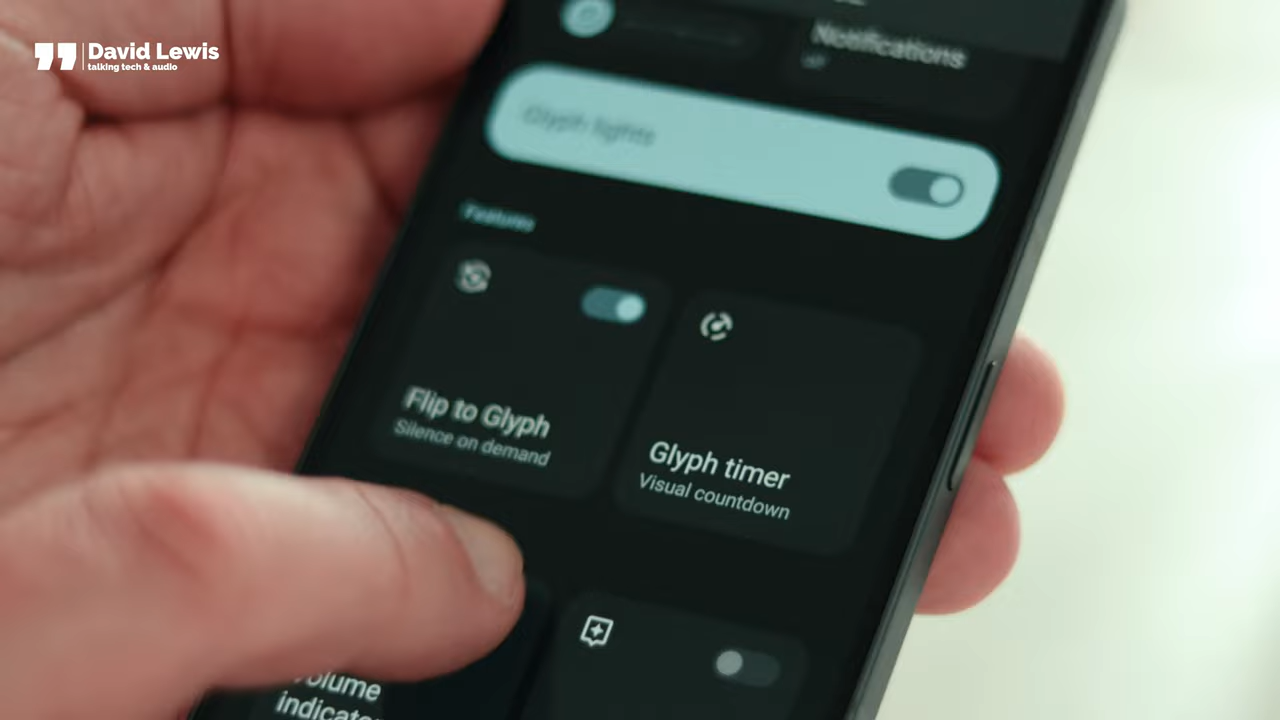 David Lewis
talking tech & audio
Notifications
Glyph lights
Features
Flip to Glyph
Silence on demand
Glyph timer
Visual countdown